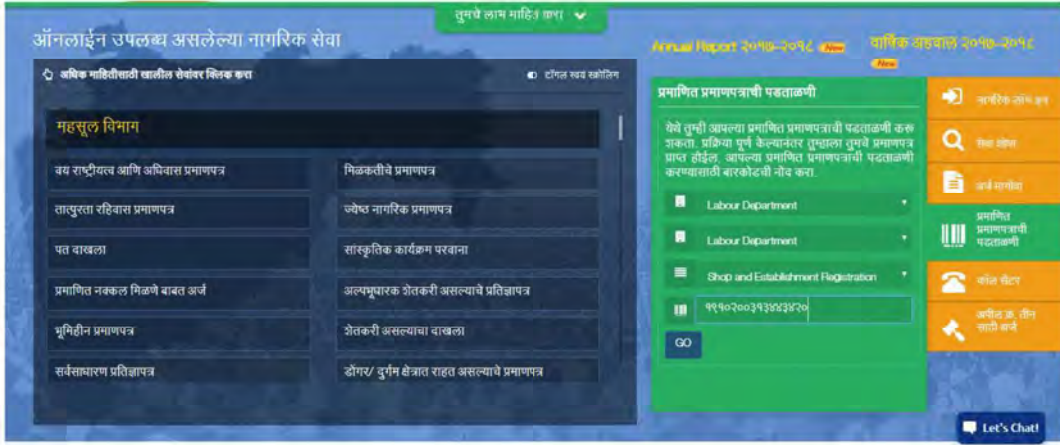 तुमचे लाभ माहित करा
ऑनलाईन उपलब्ध असलेल्या नागरिक सेवा
Annual Report २०१७-२०१८ New
वार्षिक अहवाल २०१७-२०१८
New
अधिक माहितीसाठी खालील सेवांवर क्लिक करा
टॉगल स्वयं स्क्रोलिंग
महसूल विभाग
वय राष्ट्रीयत्व आणि अधिवास प्रमाणपत्र
मिळकतीचे प्रमाणपत्र
तात्पुरता रहिवास प्रमाणपत्र
ज्येष्ठ नागरिक प्रमाणपत्र
पत दाखला
सांस्कृतिक कार्यक्रम परवाना
प्रमाणित नक्कल मिळणे बाबत अर्ज
अल्पभूधारक शेतकरी असल्याचे प्रतिज्ञापत्र
भूमिहीन प्रमाणपत्र
शेतकरी असल्याचा दाखला
सर्वसाधारण प्रतिज्ञापत्र
डोंगर/ दुर्गम क्षेत्रात राहत असल्याचे प्रमाणपत्र
प्रमाणित प्रमाणपत्राची पडताळणी
येथे तुम्ही आपल्या प्रमाणित प्रमाणपत्राची पडताळणी करू
शकता. प्रक्रिया पूर्ण केल्यानंतर तुम्हाला तुमचे प्रमाणपत्र
प्राप्त होईल. आपल्या प्रमाणित प्रमाणपत्राची पडताळणी
करण्यासाठी बारकोडची नोंद करा.
Labour Department
Labour Department
Shop and Establishment Registration
१९१०२००३१३४४३४२०
GO
प्रमाणित
प्रमाणपत्राची
पडताळणी
कॉल सेंटर
अपील क्र. तीन
साठी अर्ज
Let's Chat!